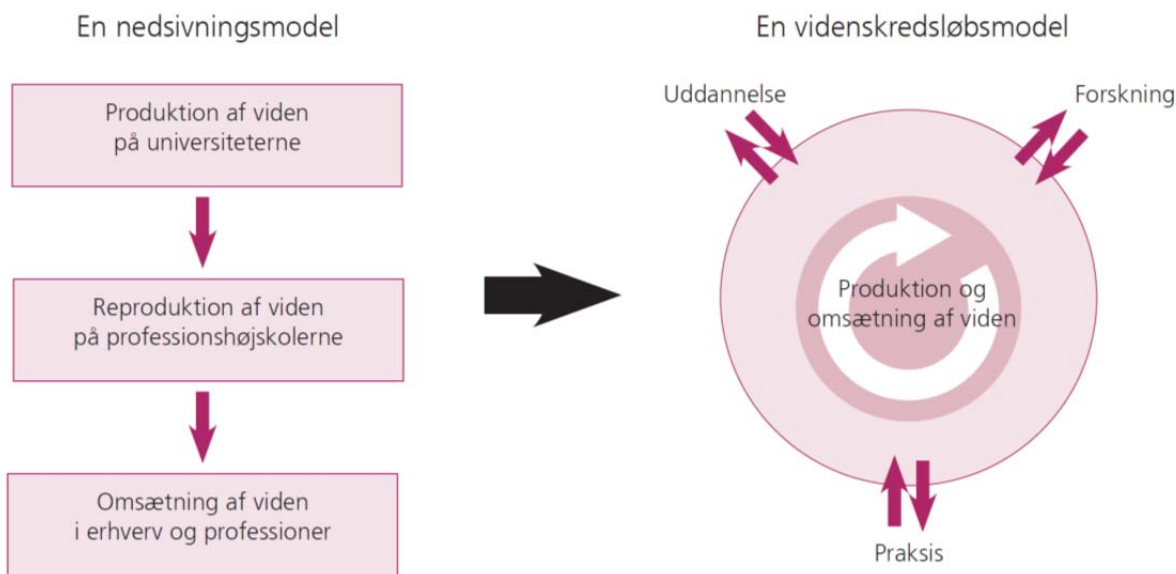 En nedsivningsmodel
Produktion af viden
på universiteterne
Reproduktion af viden
på professionshøjskolerne
Omsætning af viden
i erhverv og professioner
En videnskredsløbsmodel
Uddannelse
Forskning
Produktion og
omsætning af viden
Praksis